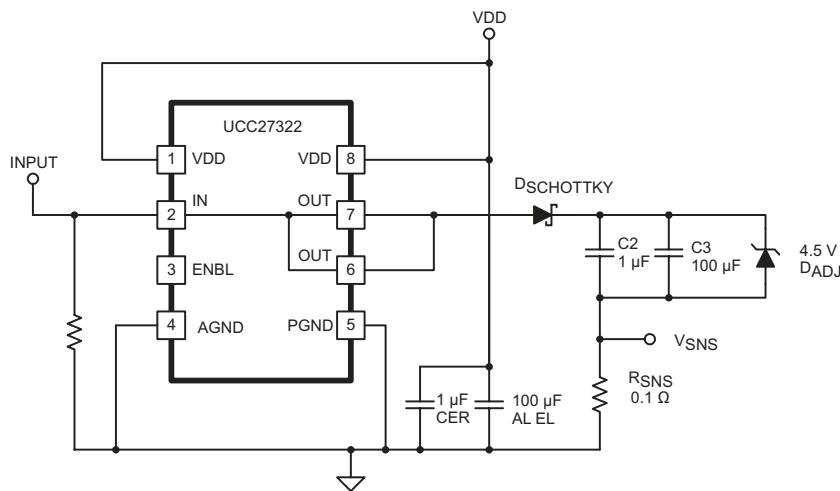 VDD
UCC27322
INPUT
1 VDD
VDD 8
DSCHOTTKY
2 IN
OUT 7
3 ENBL
OUT 6
C2
1 µF
C3
100 µF
4.5 V
DADJ
4 AGND
PGND 5
VSNS
1 µF
CER
100 µF
AL EL
RSNS
0.1 Ω